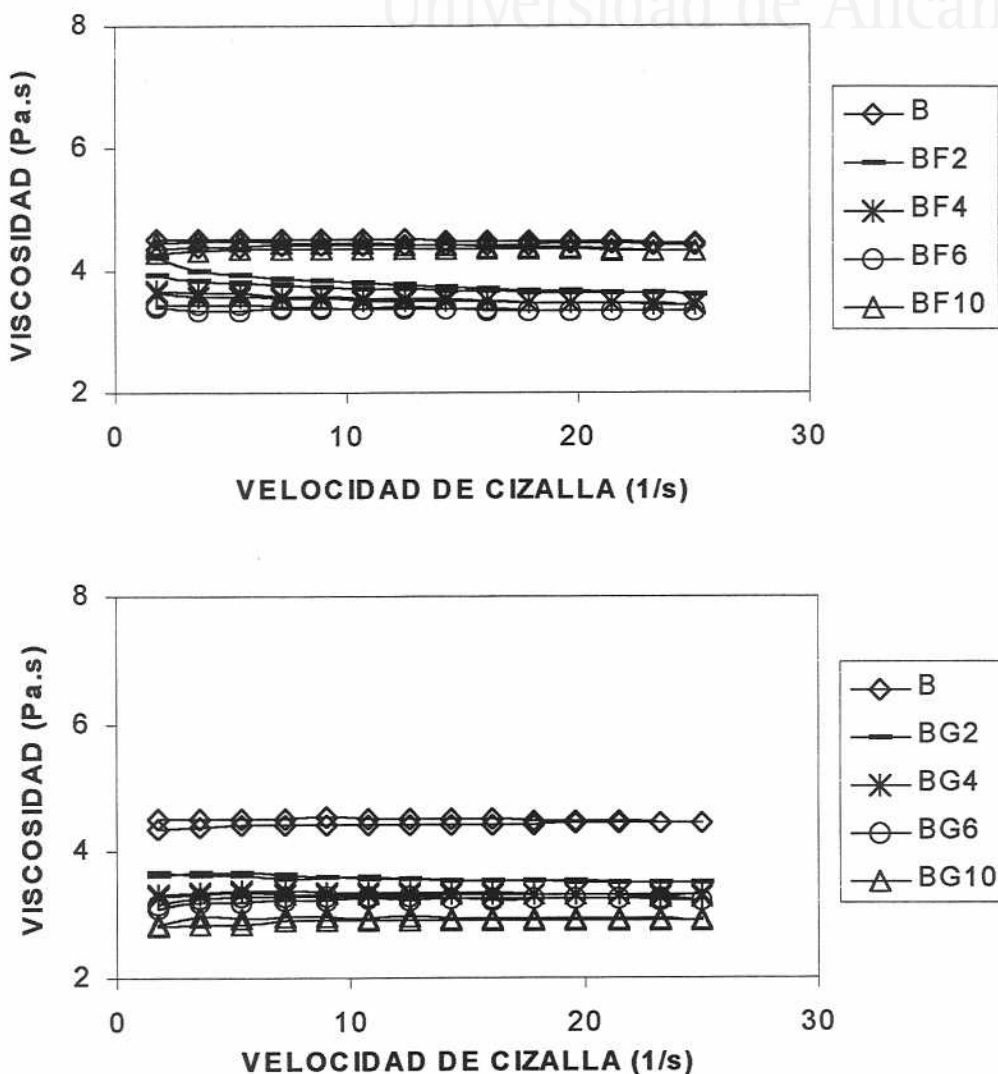 Universidad de Alican
8
6
4
2
VISCOSIDAD (Pa.s)
0
10
20
30
VELOCIDAD DE CIZALLA (1/s)
B
BF2
BF4
BF6
BF10
8
6
4
2
VISCOSIDAD (Pa.s)
0
10
20
30
VELOCIDAD DE CIZALLA (1/s)
B
BG2
BG4
BG6
BG10